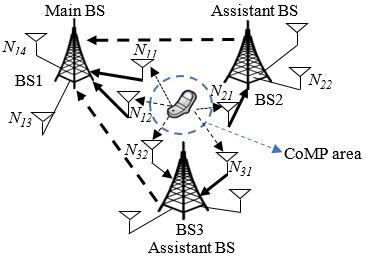 Main BS
Assistant BS
N14
N11
BS1
N12
N13
N21
N22
BS2
N32
N31
CoMP area
BS3
Assistant BS